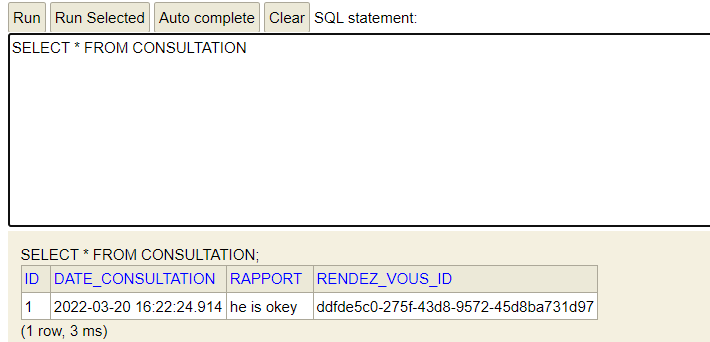 Run Run Selected Auto complete Clear SQL statement:
SELECT * FROM CONSULTATION
SELECT * FROM CONSULTATION;
ID DATE_CONSULTATION RAPPORT RENDEZ_VOUS_ID
1 2022-03-20 16:22:24.914 he is okey ddfde5c0-275f-43d8-9572-45d8ba731d97
(1 row, 3 ms)